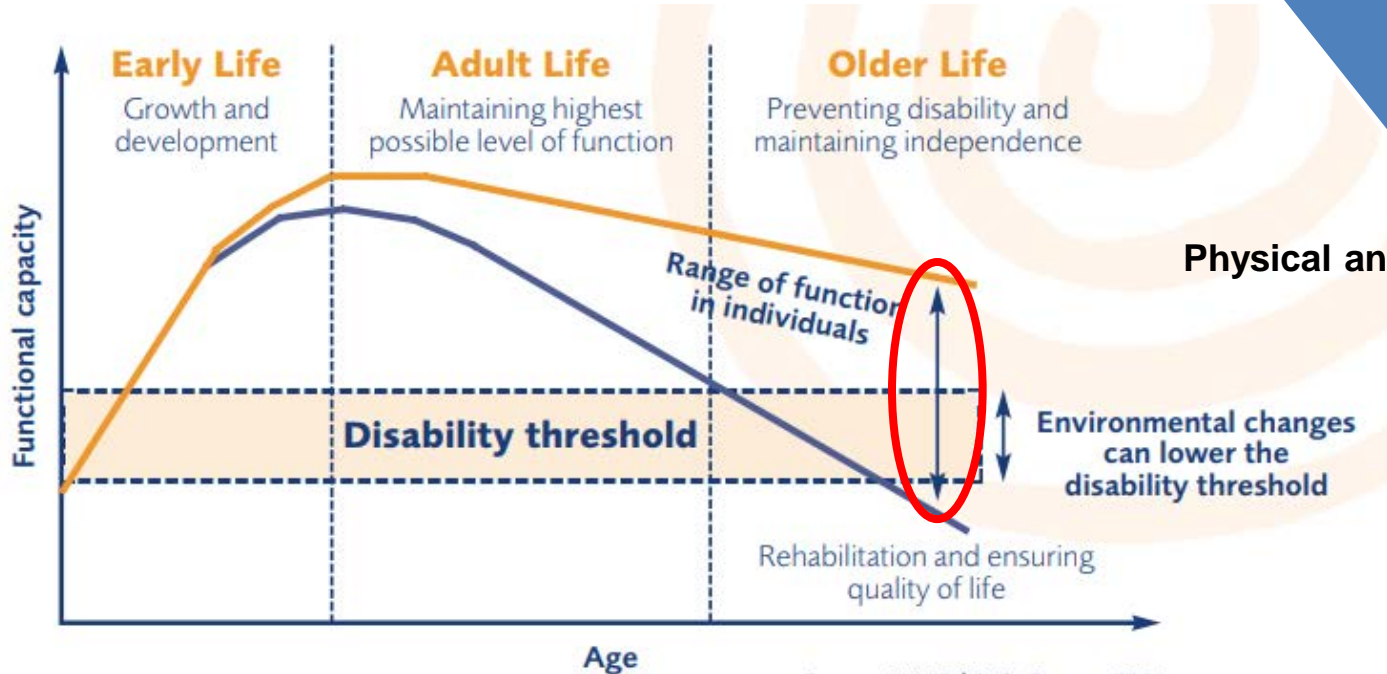 Early Life
Growth and
development
Adult Life
Maintaining highest
possible level of function
Older Life
Preventing disability and
maintaining independence
Functional capacity
Range of function
in individuals
Physical an
Disability threshold
Environmental changes
can lower the
disability threshold
Rehabilitation and ensuring
quality of life
Age